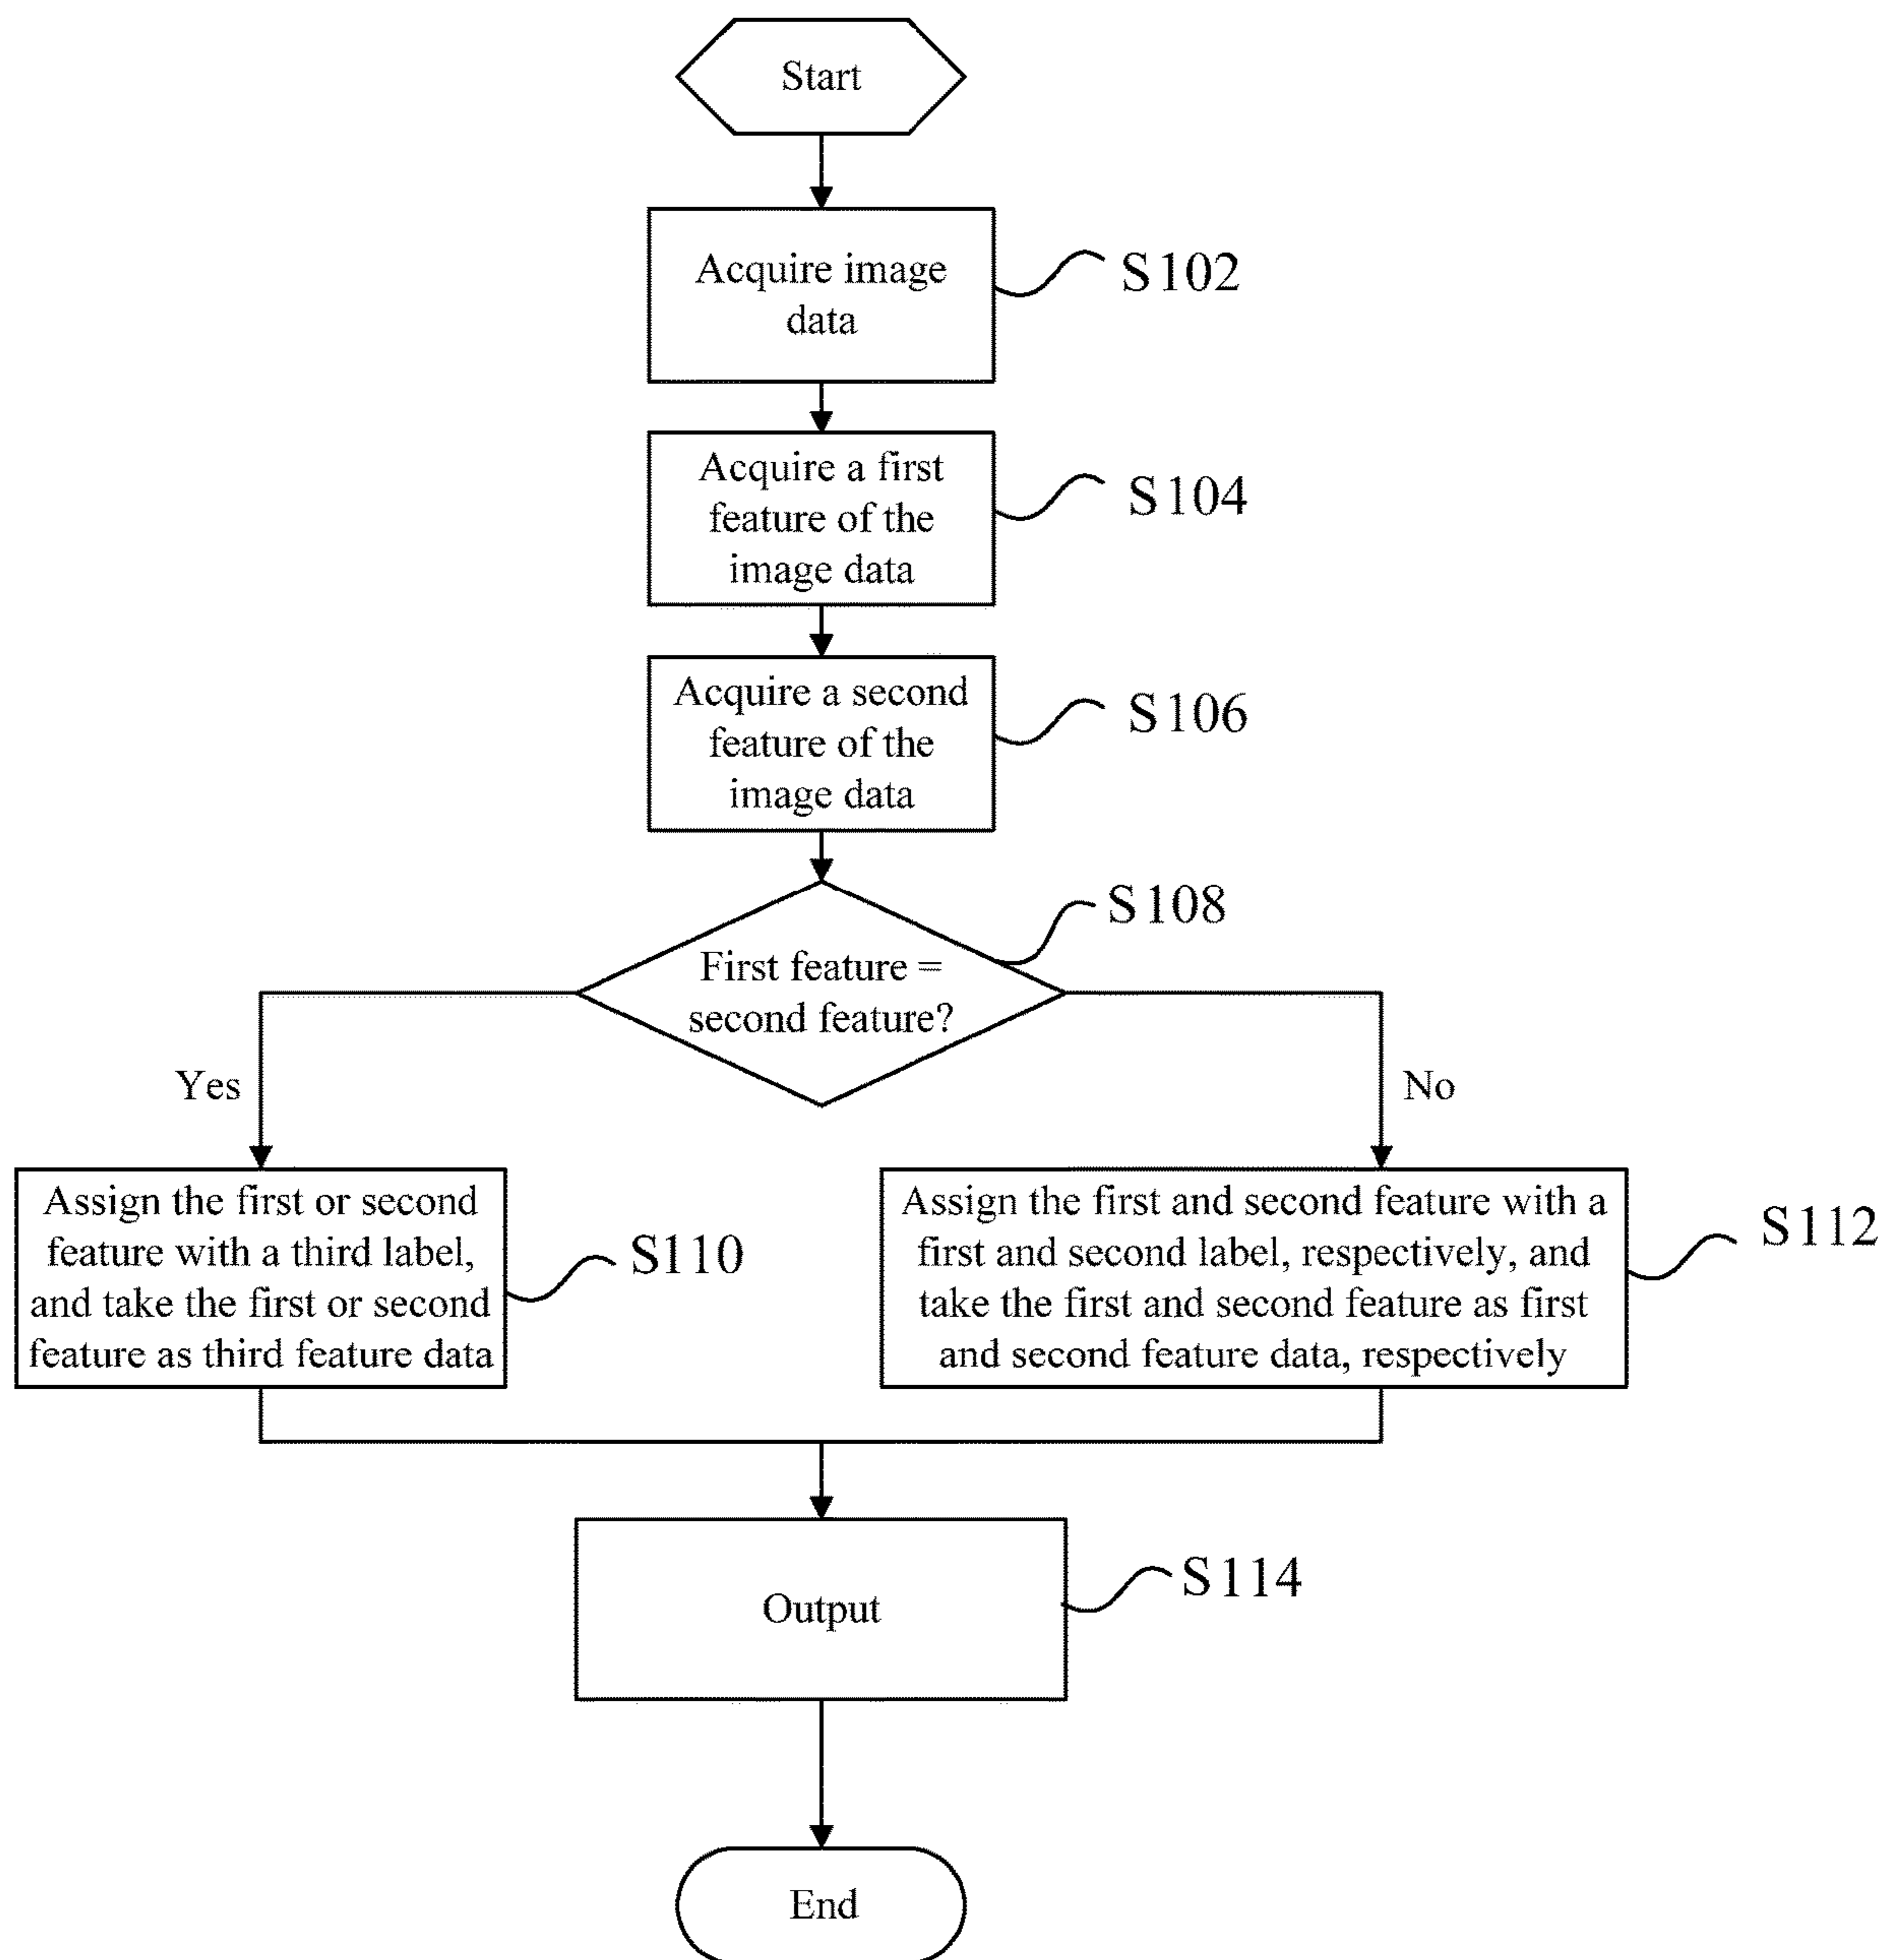 Start
Acquire image
data
S102
Acquire a first
feature of the
image data
S104
Acquire a second
feature of the
image data
S106
First feature =
second feature?
S108
Yes
No
Assign the first or second
feature with a third label,
and take the first or second
feature as third feature data
S110
Assign the first and second feature with a
first and second label, respectively, and
take the first and second feature as first
and second feature data, respectively
S112
Output
S114
End